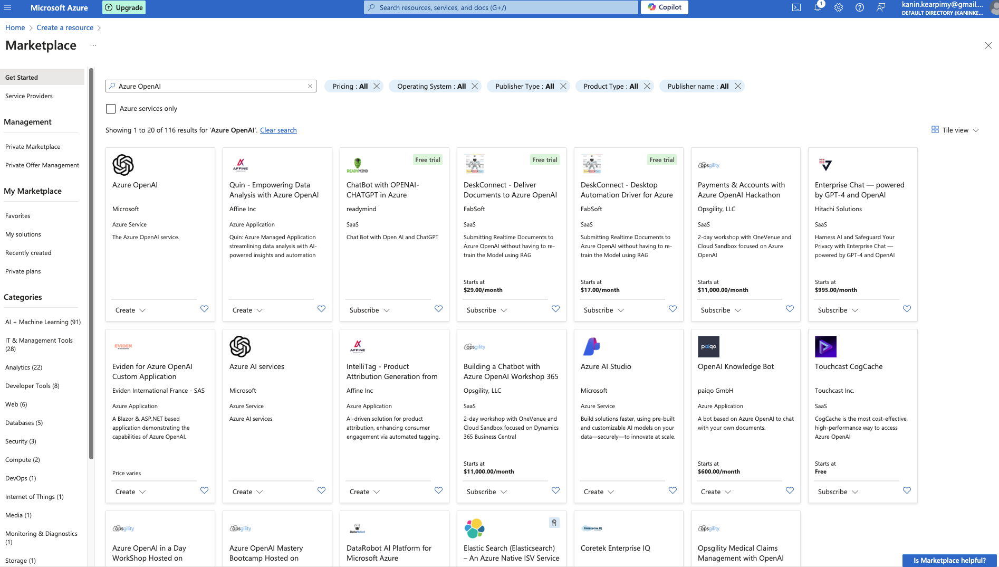 Microsoft Azure
Upgrade
Search resources, services, and docs (G+/)
Copilot
1
kanin.kearpimy@gmail....
DEFAULT DIRECTORY (KANINKE...
Home > Create a resource >
Marketplace ...
Get Started
Service Providers
Management
Private Marketplace
Private Offer Management
My Marketplace
Favorites
My solutions
Recently created
Private plans
Categories
AI + Machine Learning (91)
IT & Management Tools
(28)
Analytics (22)
Developer Tools (8)
Web (6)
Databases (5)
Security (3)
Compute (2)
DevOps (1)
Internet of Things (1)
Media (1)
Monitoring & Diagnostics
(1)
Storage (1)
Azure OpenAI
Pricing : All
Operating System : All
Publisher Type : All
Product Type : All
Publisher name : All
Azure services only
Showing 1 to 20 of 116 results for 'Azure OpenAI'. Clear search
Tile view
Azure OpenAI
Microsoft
Azure Service
The Azure OpenAI service.
Create
AFFINE
Quin - Empowering Data
Analysis with Azure OpenAI
Affine Inc
Azure Application
Quin: Azure Managed Application
streamlining data analysis with AI-
powered insights and automation
Create
READYMIND
Free trial
ChatBot with OPENAI-
CHATGPT in Azure
readymind
SaaS
Chat Bot with Open AI and ChatGPT
Subscribe
Free trial
DeskConnect - Deliver
Documents to Azure OpenAI
FabSoft
SaaS
Submitting Realtime Documents to
Azure OpenAI without having to re-
train the Model using RAG
Starts at
$29.00/month
Subscribe
Free trial
DeskConnect - Desktop
Automation Driver for Azure
FabSoft
SaaS
Submitting Realtime Documents to
Azure OpenAI without having to re-
train the Model using RAG
Starts at
$17.00/month
Subscribe
opsgility
Payments & Accounts with
Azure OpenAI Hackathon
Opsgility, LLC
SaaS
2-day workshop with OneVenue and
Cloud Sandbox focused on Azure
OpenAI
Starts at
$11,000.00/month
Subscribe
Enterprise Chat — powered
by GPT-4 and OpenAI
Hitachi Solutions
SaaS
Harness AI and Safeguard Your
Privacy with Enterprise Chat —
powered by GPT-4 and OpenAI
Starts at
$995.00/month
Subscribe
EVIDEN
Eviden for Azure OpenAI
Custom Application
Eviden International France - SAS
Azure Application
A Blazor & ASP.NET based
application demonstrating the
capabilities of Azure OpenAI.
Price varies
Create
Azure AI services
Microsoft
Azure Service
Azure AI services
Create
AFFINE
IntelliTag - Product
Attribution Generation from
Affine Inc
Azure Application
AI-driven solution for product
attribution, enhancing consumer
engagement via automated tagging.
Create
opsgility
Building a Chatbot with
Azure OpenAI Workshop 365
Opsgility, LLC
SaaS
2-day workshop with OneVenue and
Cloud Sandbox focused on Dynamics
365 Business Central
Starts at
$11,000.00/month
Subscribe
Azure AI Studio
Microsoft
Azure Service
Build solutions faster, using pre-built
and customizable AI models on your
data—securely—to innovate at scale.
Create
paiqo
OpenAI Knowledge Bot
paiqo GmbH
Azure Application
A bot based on Azure OpenAI to chat
with your own documents.
Starts at
$600.00/month
Create
Touchcast CogCache
Touchcast Inc.
SaaS
CogCache is the most cost-effective,
high-performance way to access
Azure OpenAI
Starts at
Free
Subscribe
opsgility
Azure OpenAI in a Day
WorkShop Hosted on
opsgility
Azure OpenAI Mastery
Bootcamp Hosted on
DataRobot
DataRobot AI Platform for
Microsoft Azure
Elastic Search (Elasticsearch)
– An Azure Native ISV Service
Enterprise IQ
Coretek Enterprise IQ
opsgility
Opsgility Medical Claims
Management with OpenAI
Is Marketplace helpful?